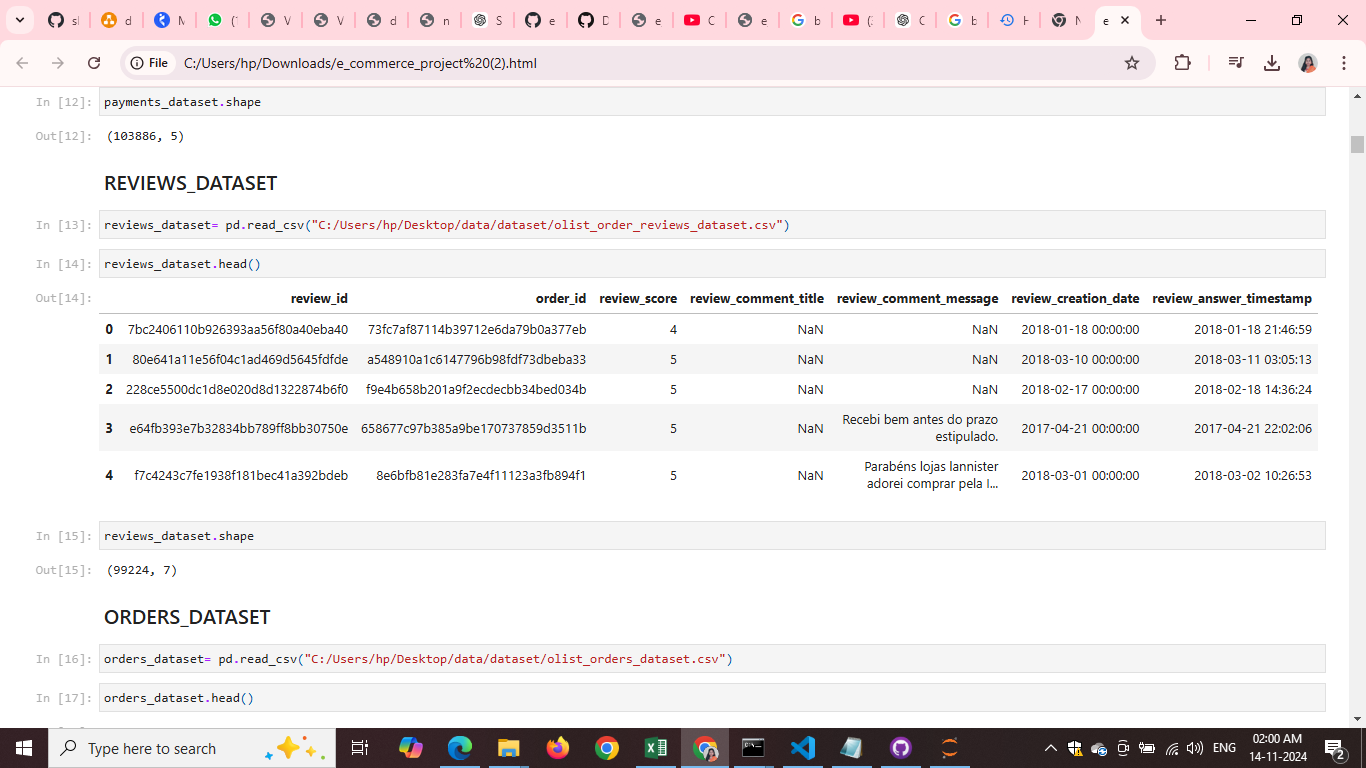 sl
d
M
(1
V
V
d
n
S
e
D
e
C
e
b
(2
C
b
H
N
e
File C:/Users/hp/Downloads/e_commerce_project%20(2).html
In [12]: payments_dataset.shape
Out[12]: (103886, 5)
REVIEWS_DATASET
In [13]: reviews_dataset= pd.read_csv("C:/Users/hp/Desktop/data/dataset/olist_order_reviews_dataset.csv")
In [14]: reviews_dataset.head()
Out[14]: review_id order_id review_score review_comment_title review_comment_message review_creation_date review_answer_timestamp
0 7bc2406110b926393aa56f80a40eba40 73fc7af87114b39712e6da79b0a377eb 4 NaN NaN 2018-01-18 00:00:00 2018-01-18 21:46:59
1 80e641a11e56f04c1ad469d5645fdfde a548910a1c6147796b98fdf73dbeba33 5 NaN NaN 2018-03-10 00:00:00 2018-03-11 03:05:13
2 228ce5500dc1d8e020d8d1322874b6f0 f9e4b658b201a9f2ecdecbb34bed034b 5 NaN NaN 2018-02-17 00:00:00 2018-02-18 14:36:24
3 e64fb393e7b32834bb789ff8bb30750e 658677c97b385a9be170737859d3511b 5 NaN Recebi bem antes do prazo 2017-04-21 00:00:00 2017-04-21 22:02:06
estipulado.
4 f7c4243c7fe1938f181bec41a392bdeb 8e6bfb81e283fa7e4f11123a3fb894f1 5 NaN Parabéns lojas lannister 2018-03-01 00:00:00 2018-03-02 10:26:53
adorei comprar pela I...
In [15]: reviews_dataset.shape
Out[15]: (99224, 7)
ORDERS_DATASET
In [16]: orders_dataset= pd.read_csv("C:/Users/hp/Desktop/data/dataset/olist_orders_dataset.csv")
In [17]: orders_dataset.head()
Type here to search
ENG
02:00 AM
14-11-2024
2